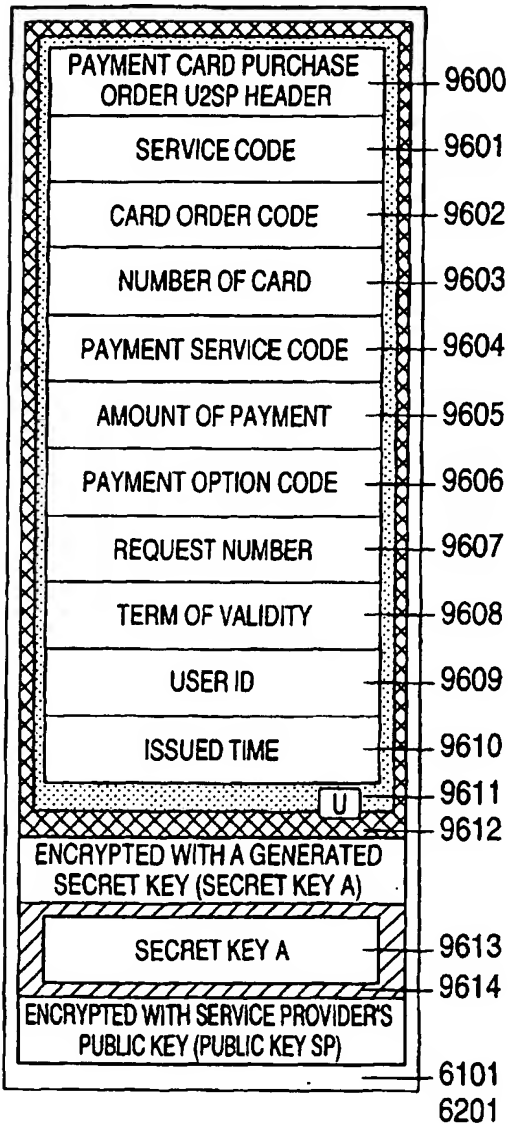 PAYMENT CARD PURCHASE
ORDER U2SP HEADER
9600
SERVICE CODE
9601
CARD ORDER CODE
9602
NUMBER OF CARD
9603
PAYMENT SERVICE CODE
9604
AMOUNT OF PAYMENT
9605
PAYMENT OPTION CODE
9606
REQUEST NUMBER
9607
TERM OF VALIDITY
9608
USER ID
9609
ISSUED TIME
9610
U
9611
9612
ENCRYPTED WITH A GENERATED
SECRET KEY (SECRET KEY A)
SECRET KEY A
9613
9614
ENCRYPTED WITH SERVICE PROVIDER'S
PUBLIC KEY (PUBLIC KEY SP)
6101
6201